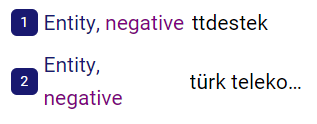 1 Entity, negative ttdestek
2 Entity, negative türk teleko...